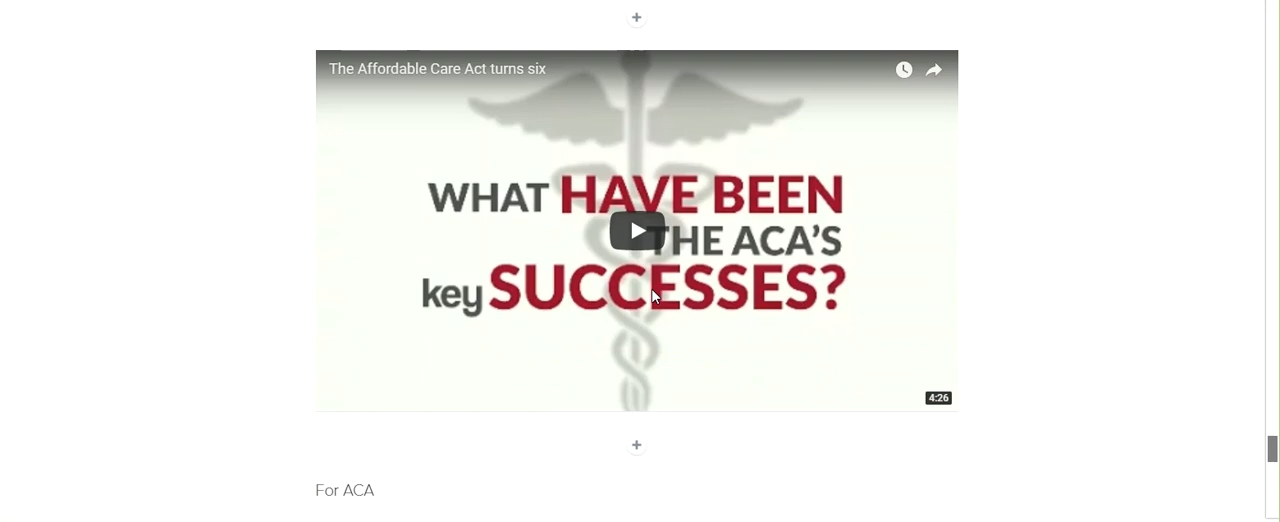 The Affordable Care Act turns six
WHAT HAVE BEEN
THE ACA'S
key SUCCESSES?
4:26
For ACA